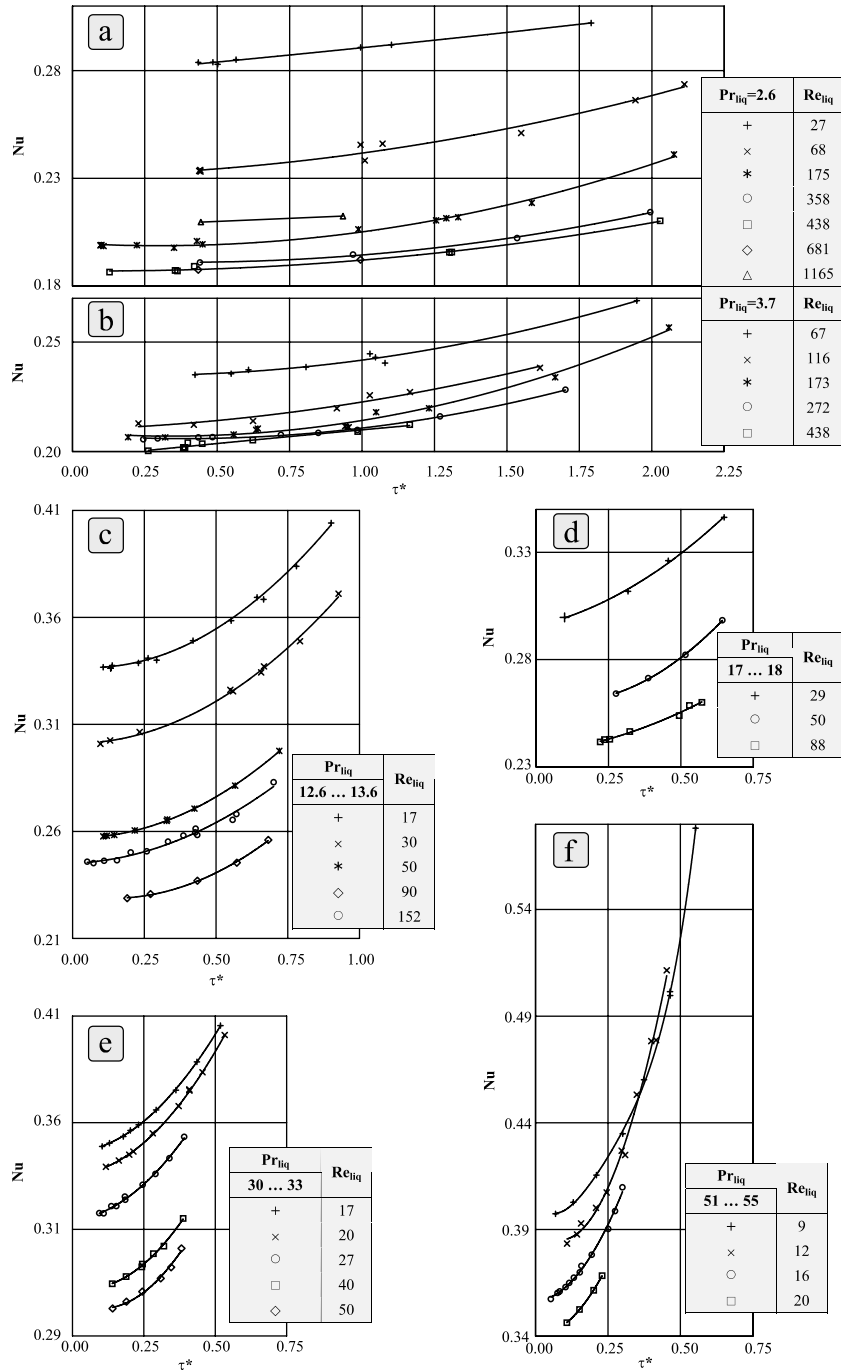 a
0.28
0.23
0.18
Nu
Pr_liq=2.6 Re_liq
+ 27
× 68
∗ 175
○ 358
□ 438
◇ 681
△ 1165
Pr_liq=3.7 Re_liq
+ 67
× 116
∗ 173
○ 272
□ 438
b
0.25
0.20
Nu
0.00 0.25 0.50 0.75 1.00 1.25 1.50 1.75 2.00 2.25
τ*
c
0.41
0.36
0.31
0.26
0.21
Nu
0.00 0.25 0.50 0.75 1.00
τ*
Pr_liq Re_liq
12.6 ... 13.6
+ 17
× 30
∗ 50
◇ 90
○ 152
d
0.33
0.28
0.23
Nu
0.00 0.25 0.50 0.75
τ*
Pr_liq Re_liq
17 ... 18
+ 29
○ 50
□ 88
e
0.41
0.36
0.31
0.29
Nu
0.00 0.25 0.50 0.75
τ*
Pr_liq Re_liq
30 ... 33
+ 17
× 20
○ 27
□ 40
◇ 50
f
0.54
0.49
0.44
0.39
0.34
Nu
0.00 0.25 0.50 0.75
τ*
Pr_liq Re_liq
51 ... 55
+ 9
× 12
○ 16
□ 20